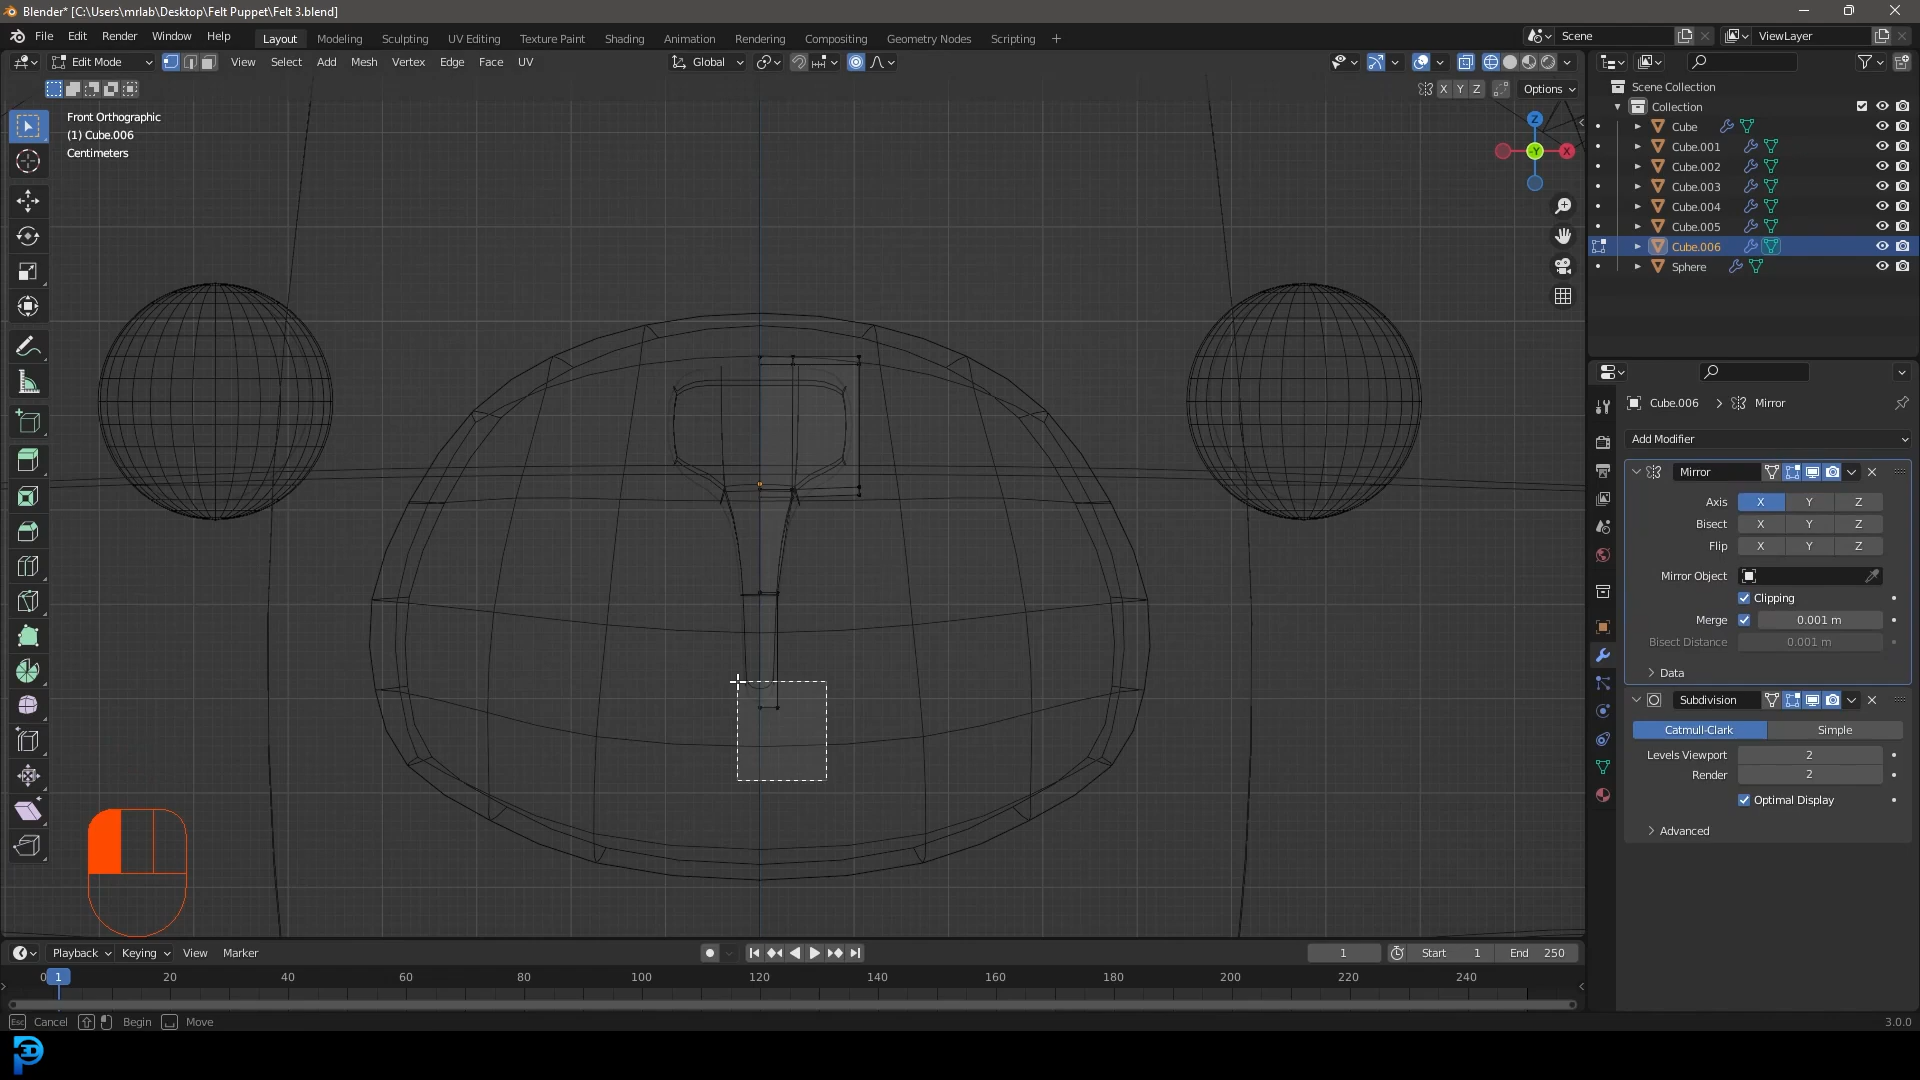 Blender* [C:\Users\mrlab\Desktop\Felt Puppet\Felt 3.blend]
File Edit Render Window Help Layout Modeling Sculpting UV Editing Texture Paint Shading Animation Rendering Compositing Geometry Nodes Scripting + Scene ViewLayer
Edit Mode View Select Add Mesh Vertex Edge Face UV Global
X Y Z Options
Front Orthographic
(1) Cube.006
Centimeters
Z
-Y
X
Scene Collection
Collection
Cube
Cube.001
Cube.002
Cube.003
Cube.004
Cube.005
Cube.006
Sphere
Cube.006 > Mirror
Add Modifier
Mirror
Axis X Y Z
Bisect X Y Z
Flip X Y Z
Mirror Object
Clipping
Merge 0.001 m
Bisect Distance 0.001 m
Data
Subdivision
Catmull-Clark Simple
Levels Viewport 2
Render 2
Optimal Display
Advanced
Playback Keying View Marker 1 Start 1 End 250
0 1 20 40 60 80 100 120 140 160 180 200 220 240
Esc Cancel Begin Move 3.0.0